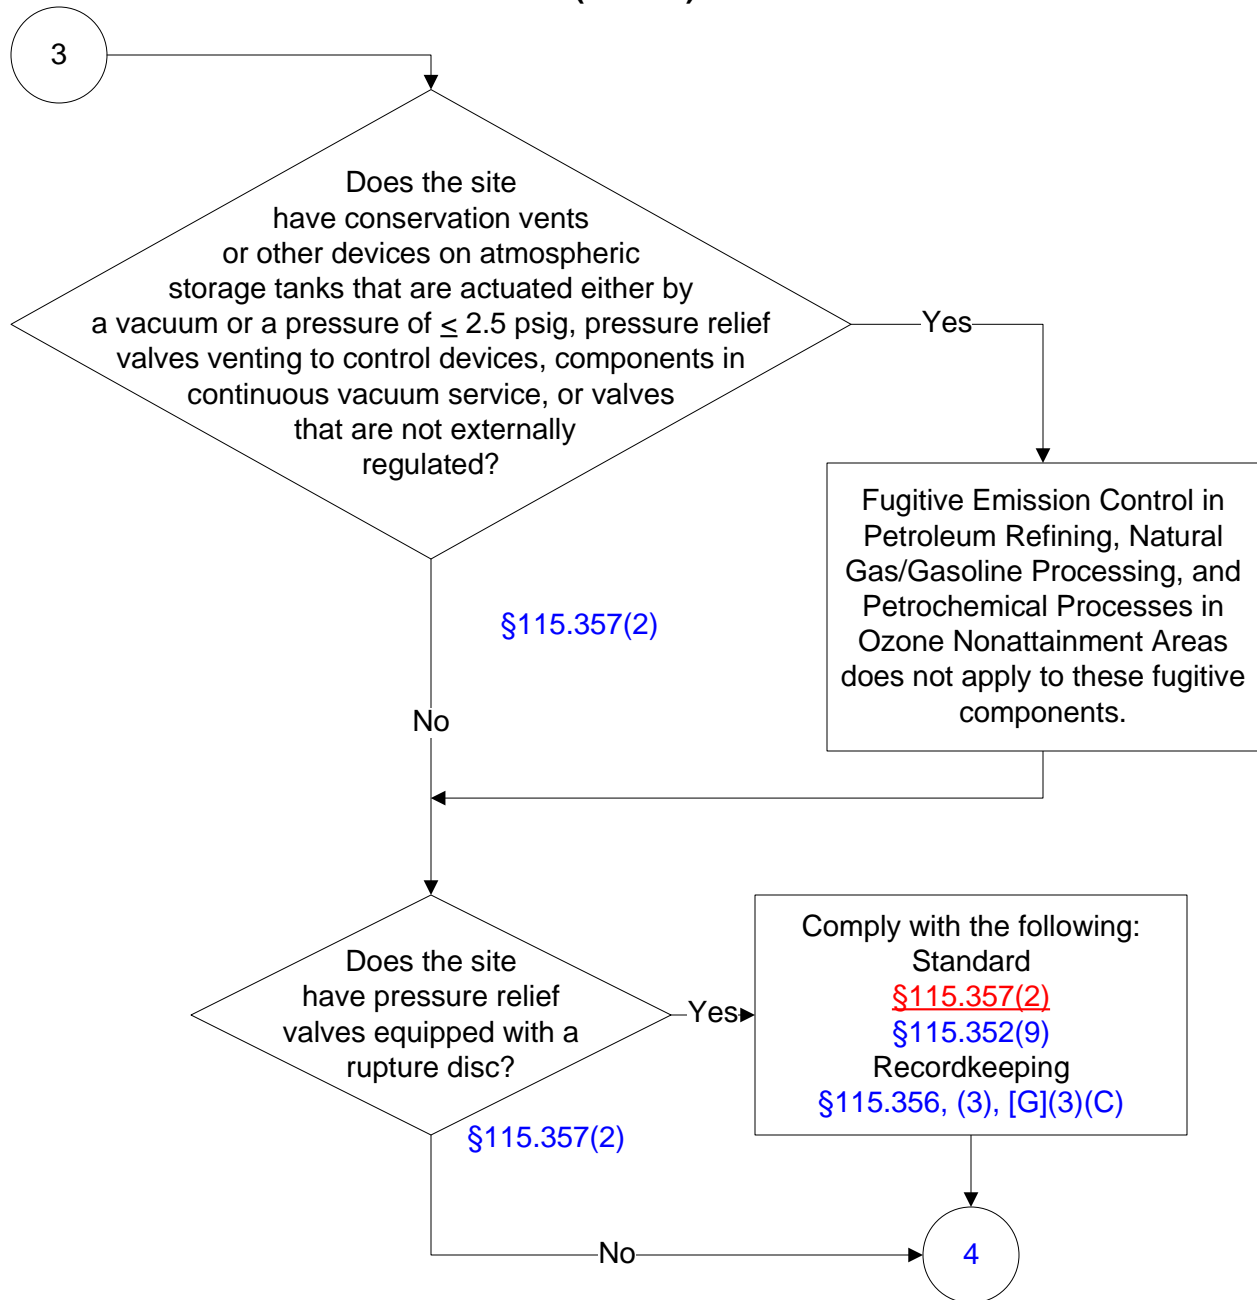 3
Does the site
have conservation vents
or other devices on atmospheric
storage tanks that are actuated either by
a vacuum or a pressure of ≤ 2.5 psig, pressure relief
valves venting to control devices, components in
continuous vacuum service, or valves
that are not externally
regulated?
Yes
Fugitive Emission Control in
Petroleum Refining, Natural
Gas/Gasoline Processing, and
Petrochemical Processes in
Ozone Nonattainment Areas
does not apply to these fugitive
components.
§115.357(2)
No
Does the site
have pressure relief
valves equipped with a
rupture disc?
Yes
Comply with the following:
Standard
§115.357(2)
§115.352(9)
Recordkeeping
§115.356, (3), [G](3)(C)
§115.357(2)
No
4